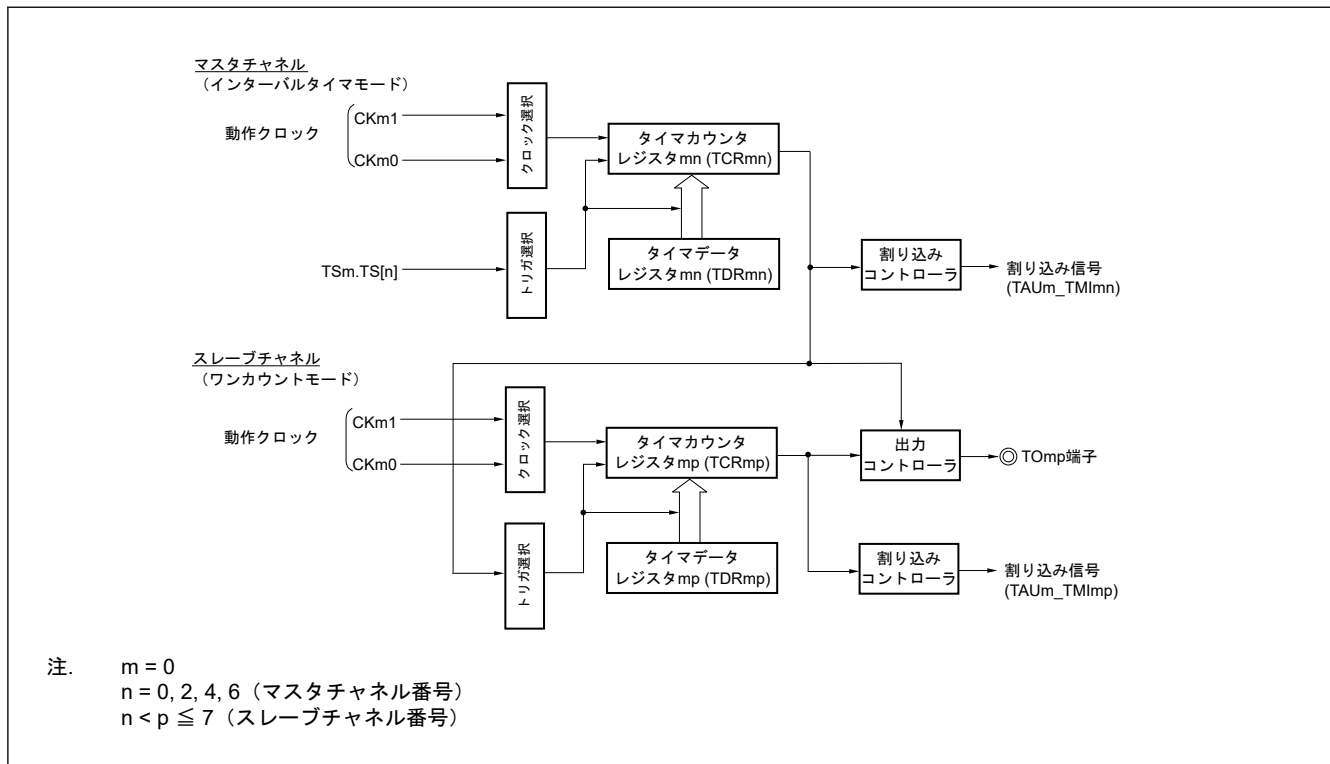 マスタチャネル
（インターバルタイマモード）
動作クロック
CKm1
CKm0
クロック選択
タイマカウンタ
レジスタmn (TCRmn)
TSm.TS[n]
トリガ選択
タイマデータ
レジスタmn (TDRmn)
割り込み
コントローラ
割り込み信号
(TAUm_TMImn)
スレーブチャネル
（ワンカウントモード）
動作クロック
CKm1
CKm0
クロック選択
タイマカウンタ
レジスタmp (TCRmp)
出力
コントローラ
TOmp端子
トリガ選択
タイマデータ
レジスタmp (TDRmp)
割り込み
コントローラ
割り込み信号
(TAUm_TMImp)
注. m = 0
n = 0, 2, 4, 6（マスタチャネル番号）
n < p ≦ 7（スレーブチャネル番号）